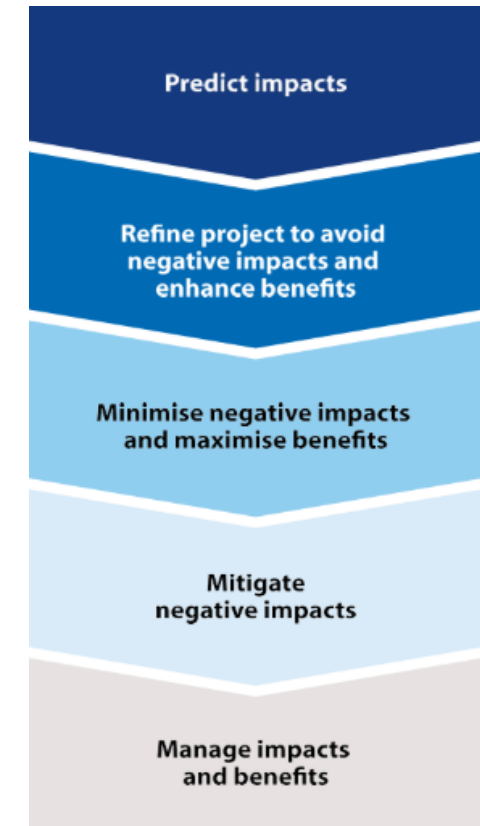 Predict impacts
Refine project to avoid
negative impacts and
enhance benefits
Minimise negative impacts
and maximise benefits
Mitigate
negative impacts
Manage impacts
and benefits